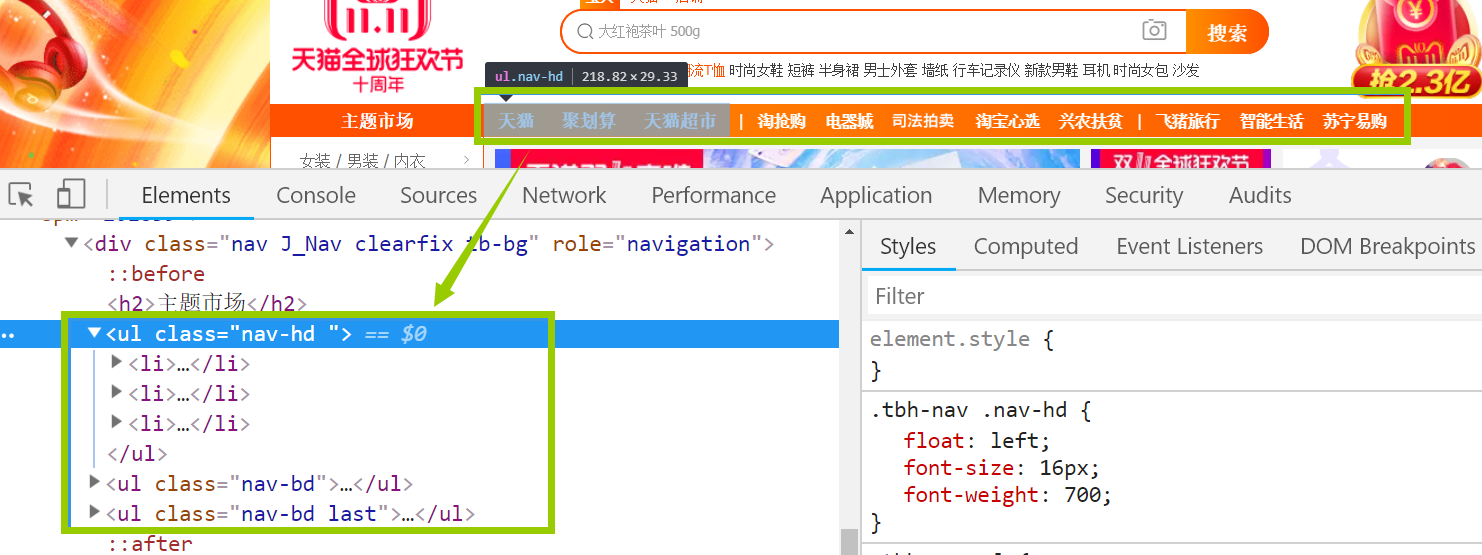 天猫 店铺
11.11
天猫全球狂欢节
十周年
大红袍茶叶 500g
搜索
11.11
抢2.3亿
ul.nav-hd 218.82×29.33
流T恤 时尚女鞋 短裤 半身裙 男士外套 墙纸 行车记录仪 新款男鞋 耳机 时尚女包 沙发
主题市场 天猫 聚划算 天猫超市 | 淘抢购 电器城 司法拍卖 淘宝心选 兴农扶贫 | 飞猪旅行 智能生活 苏宁易购
女装 / 男装 / 内衣 >
双11全球狂欢节
Elements Console Sources Network Performance Application Memory Security Audits
▼<div class="nav J_Nav clearfix tb-bg" role="navigation">
::before
<h2>主题市场</h2>
▼<ul class="nav-hd "> == $0
▶<li>…</li>
▶<li>…</li>
▶<li>…</li>
</ul>
▶<ul class="nav-bd">…</ul>
▶<ul class="nav-bd last">…</ul>
::after
Styles Computed Event Listeners DOM Breakpoints
Filter
element.style {
}
.tbh-nav .nav-hd {
float: left;
font-size: 16px;
font-weight: 700;
}